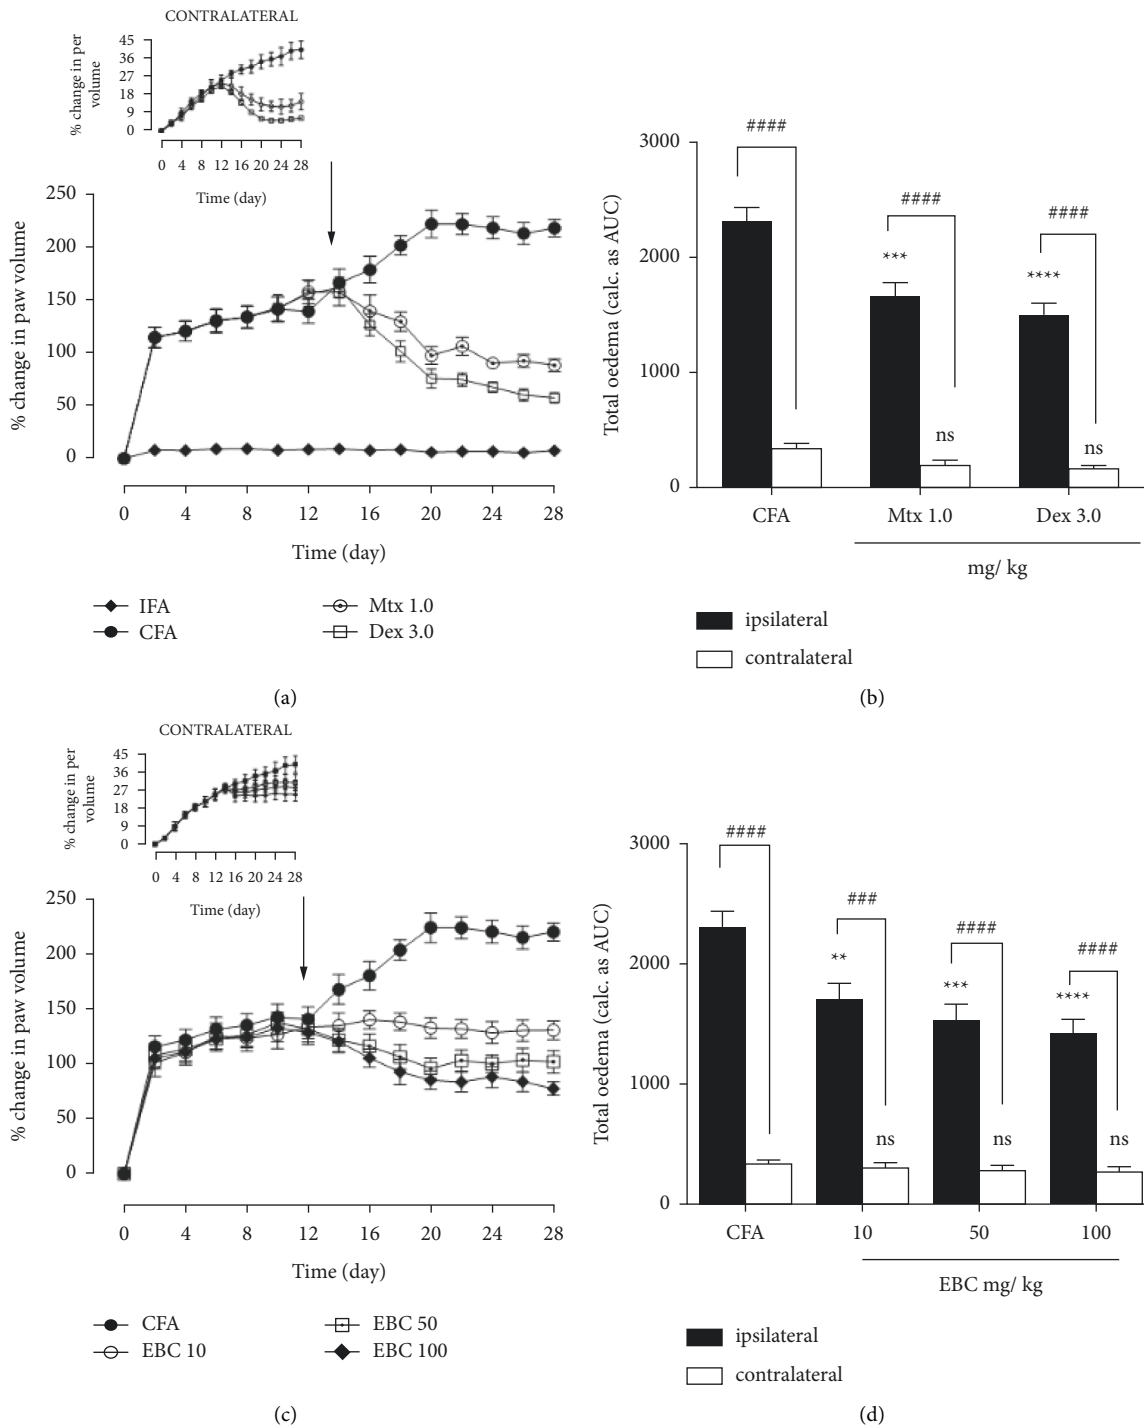 CONTRALATERAL
% change in per
volume
45
36
27
18
9
0
0 4 8 12 16 20 24 28
Time (day)
% change in paw volume
250
200
150
100
50
0
0 4 8 12 16 20 24 28
Time (day)
IFA
CFA
Mtx 1.0
Dex 3.0
(a)
Total oedema (calc. as AUC)
3000
2000
1000
0
####
####
####
***
****
ns
ns
CFA Mtx 1.0 Dex 3.0
mg/ kg
ipsilateral
contralateral
(b)
CONTRALATERAL
% change in per
volume
45
36
27
18
9
0
0 4 8 12 16 20 24 28
Time (day)
% change in paw volume
250
200
150
100
50
0
0 4 8 12 16 20 24 28
Time (day)
CFA
EBC 10
EBC 50
EBC 100
(c)
Total oedema (calc. as AUC)
3000
2000
1000
0
####
###
####
####
**
***
****
ns
ns
ns
CFA 10 50 100
EBC mg/ kg
ipsilateral
contralateral
(d)